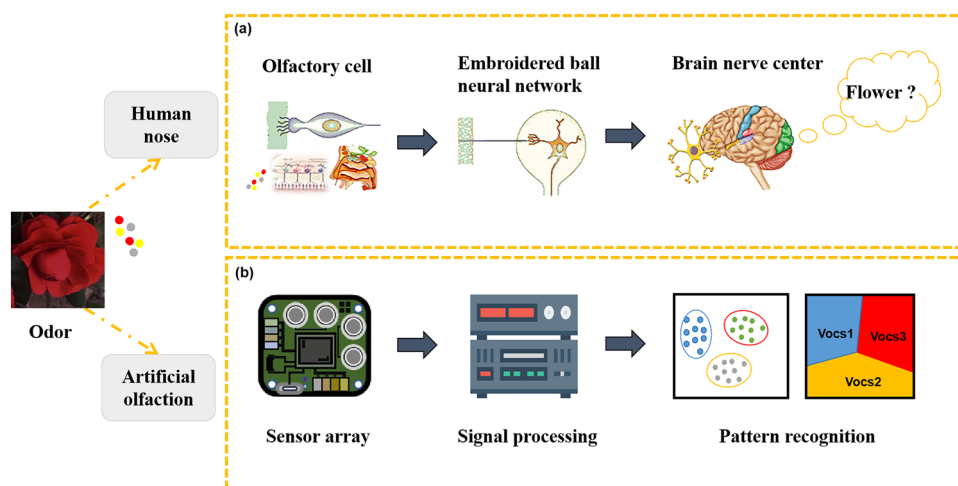 (a)
Olfactory cell
Embroidered ball
neural network
Brain nerve center
Flower ?
Human
nose
Odor
Artificial
olfaction
(b)
Vocs1
Vocs3
Vocs2
Sensor array
Signal processing
Pattern recognition